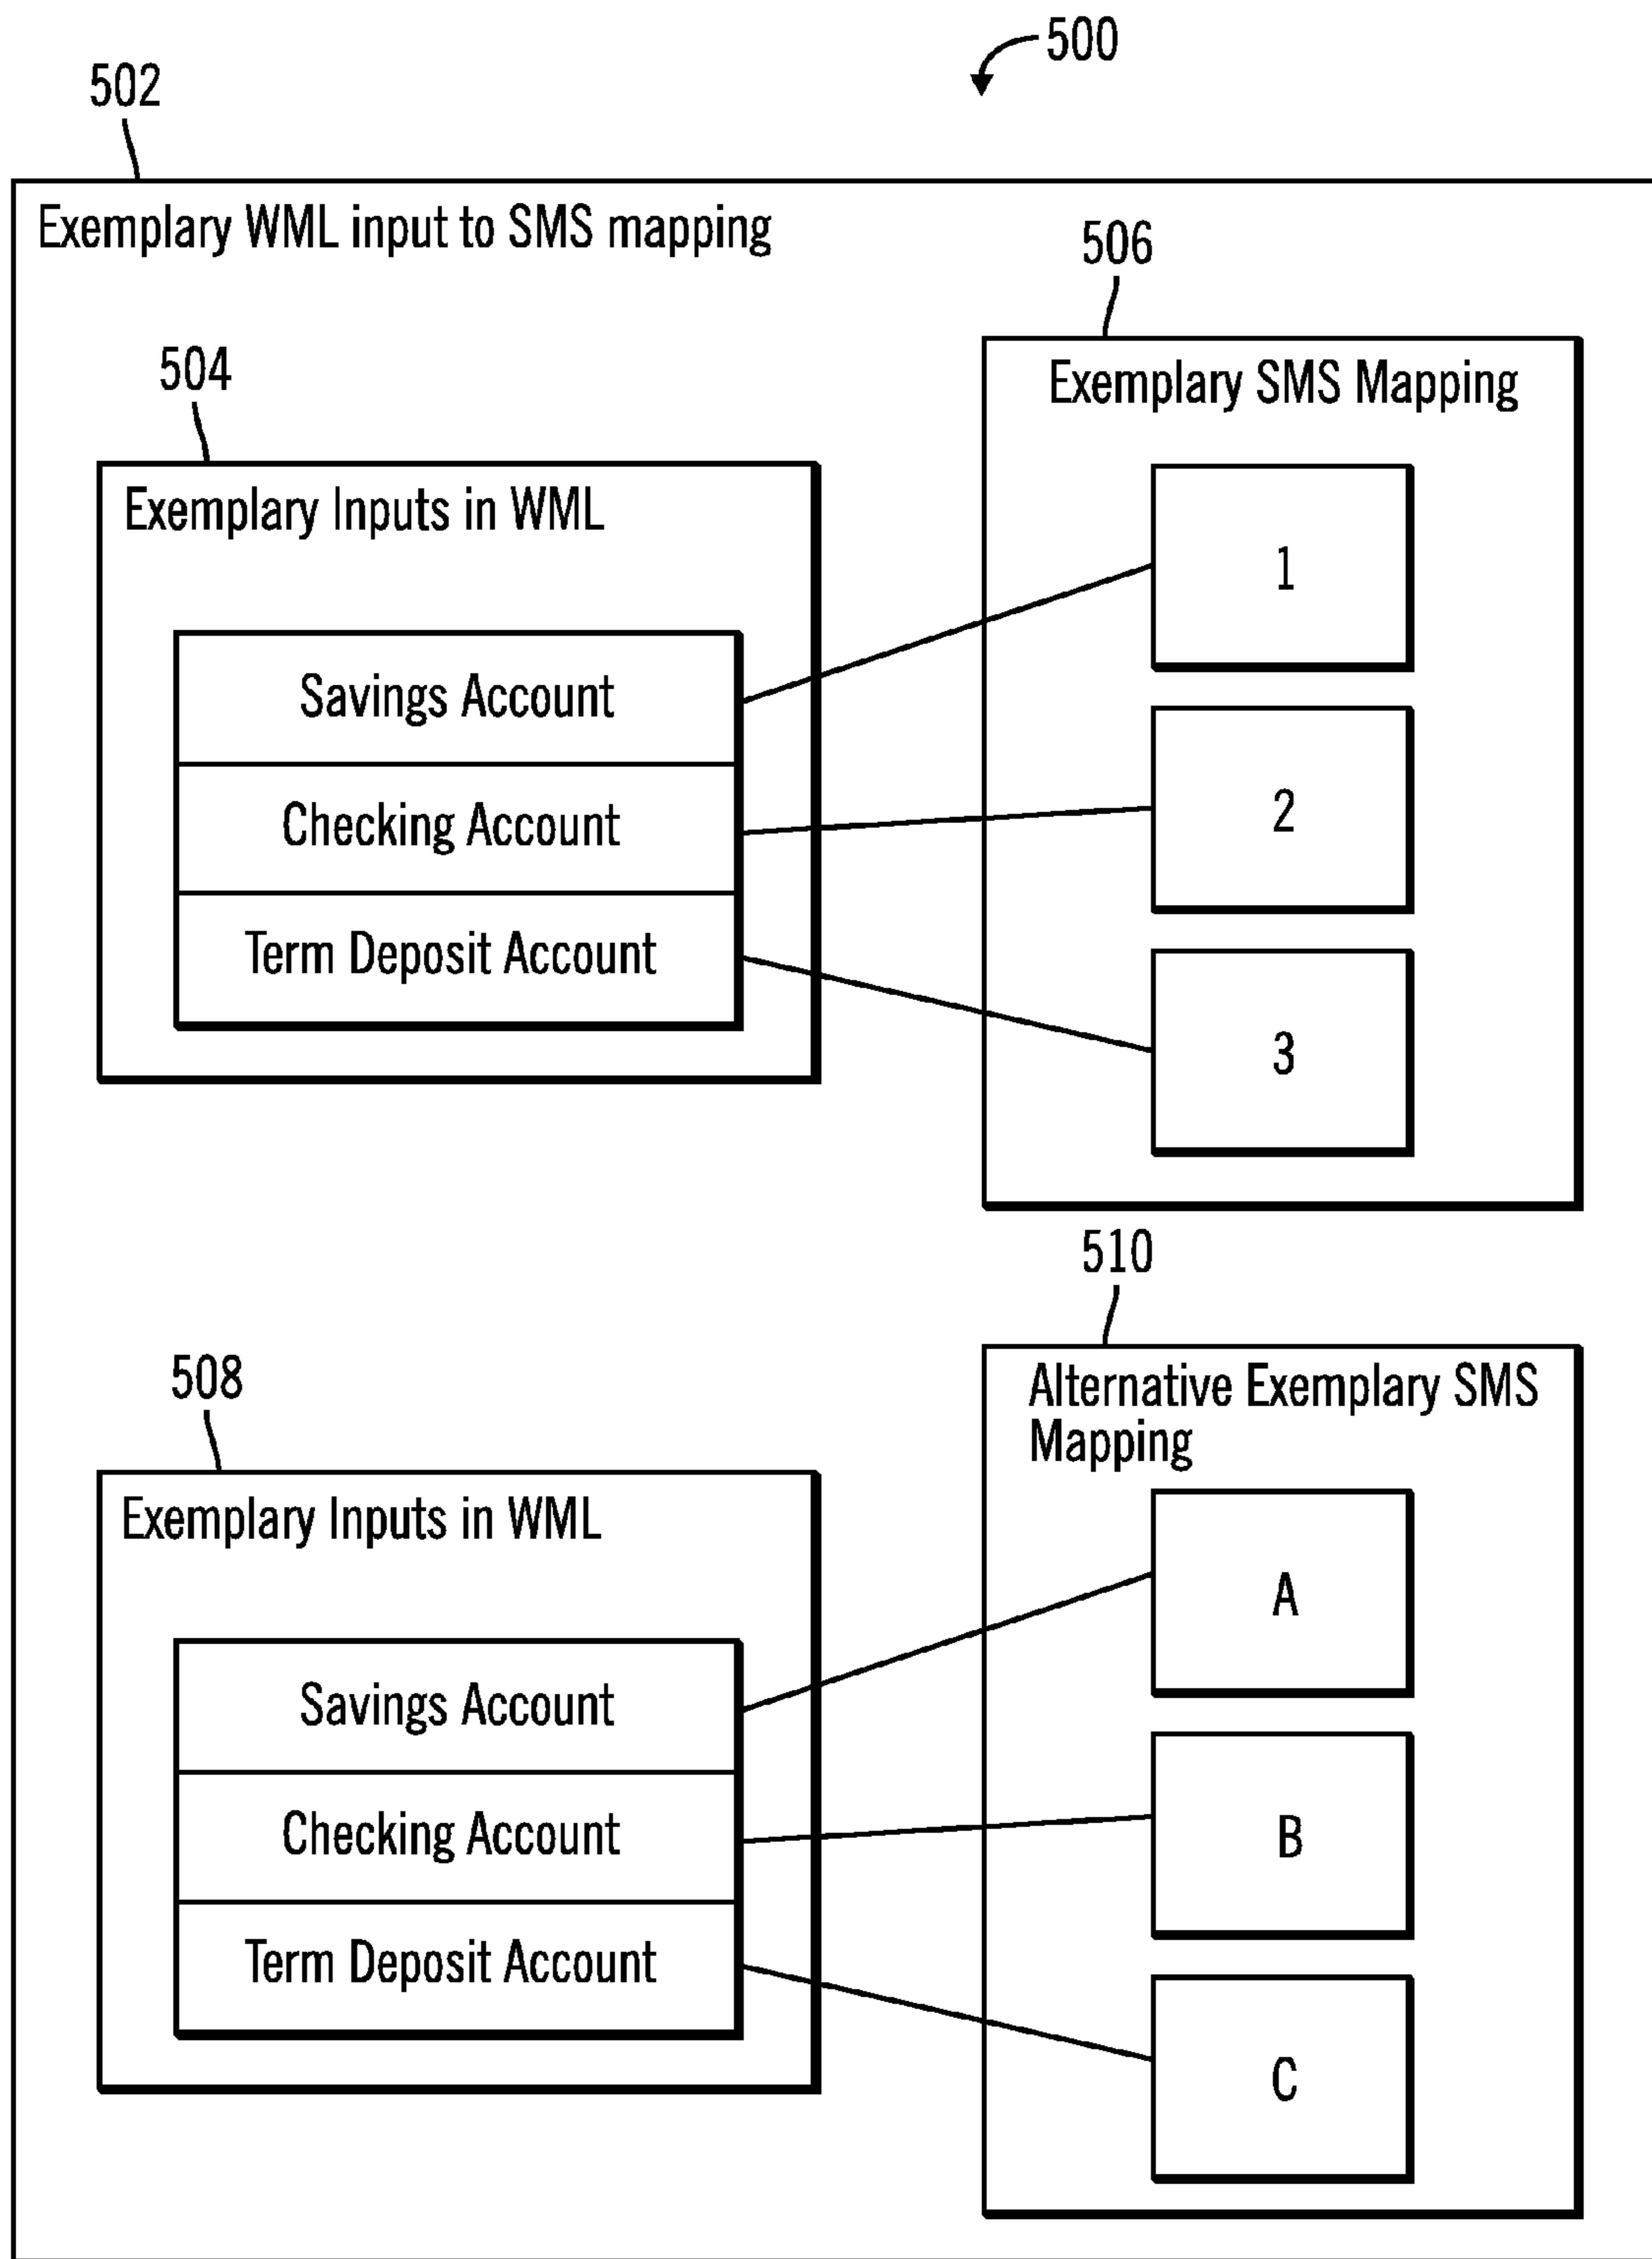 500
502
Exemplary WML input to SMS mapping
504
Exemplary Inputs in WML
Savings Account
Checking Account
Term Deposit Account
506
Exemplary SMS Mapping
1
2
3
508
Exemplary Inputs in WML
Savings Account
Checking Account
Term Deposit Account
510
Alternative Exemplary SMS
Mapping
A
B
C